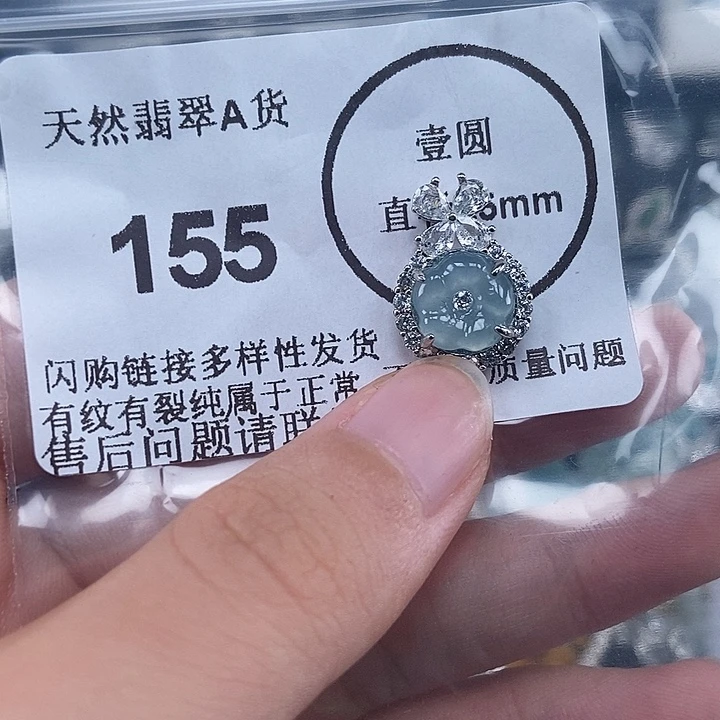 天然翡翠A货
155
壹圆
直 mm
闪购链接多样性发货
有纹有裂纯属于正常 质量问题
售后问题请联